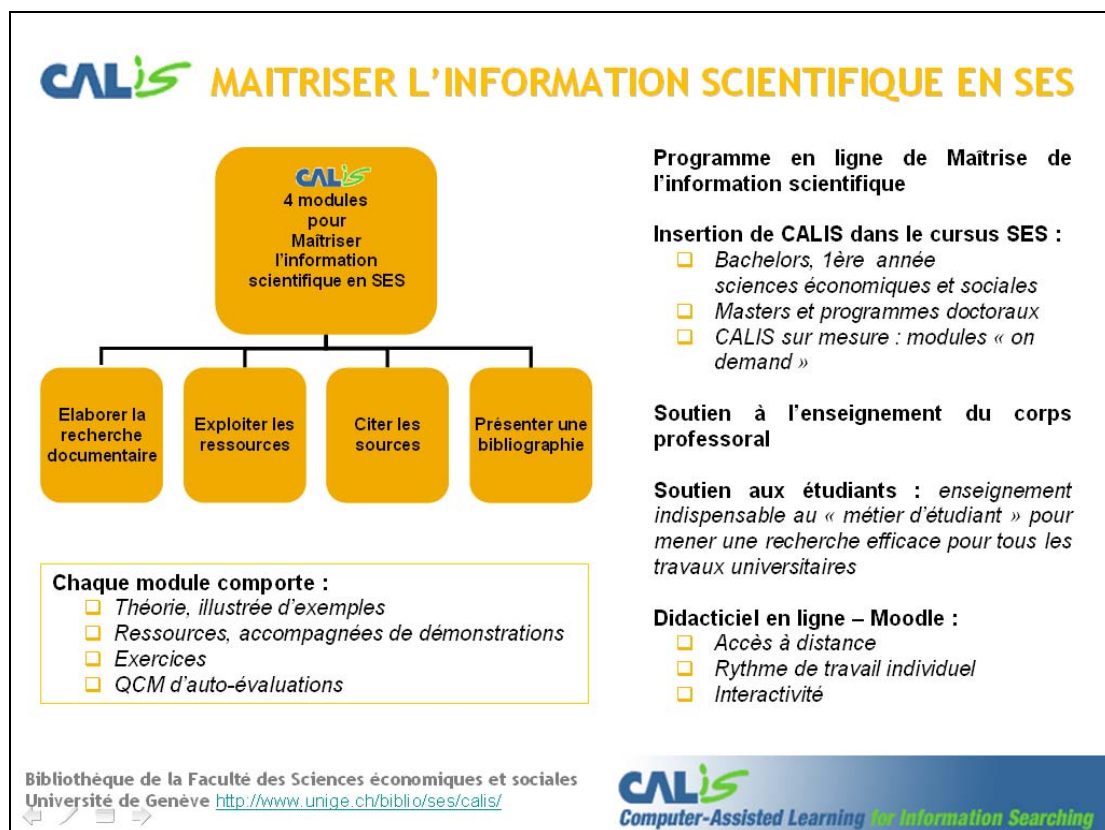 CALiS MAITRISER L'INFORMATION SCIENTIFIQUE EN SES
CALiS
4 modules
pour
Maîtriser
l'information
scientifique en SES
Elaborer la
recherche
documentaire
Exploiter les
ressources
Citer les
sources
Présenter une
bibliographie
Chaque module comporte :
Théorie, illustrée d'exemples
Ressources, accompagnées de démonstrations
Exercices
QCM d'auto-évaluations
Programme en ligne de Maîtrise de
l'information scientifique
Insertion de CALIS dans le cursus SES :
Bachelors, 1ère année
sciences économiques et sociales
Masters et programmes doctoraux
CALIS sur mesure : modules « on
demand »
Soutien à l'enseignement du corps
professoral
Soutien aux étudiants : enseignement
indispensable au « métier d'étudiant » pour
mener une recherche efficace pour tous les
travaux universitaires
Didacticiel en ligne – Moodle :
Accès à distance
Rythme de travail individuel
Interactivité
Bibliothèque de la Faculté des Sciences économiques et sociales
Université de Genève http://www.unige.ch/biblio/ses/calis/
CALiS
Computer-Assisted Learning for Information Searching